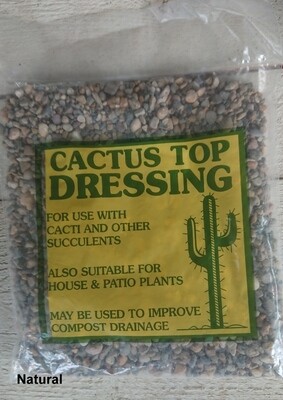 CACTUS TOP
DRESSING
FOR USE WITH
CACTI AND OTHER
SUCCULENTS
ALSO SUITABLE FOR
HOUSE & PATIO PLANTS
MAY BE USED TO IMPROVE
COMPOST DRAINAGE
Natural